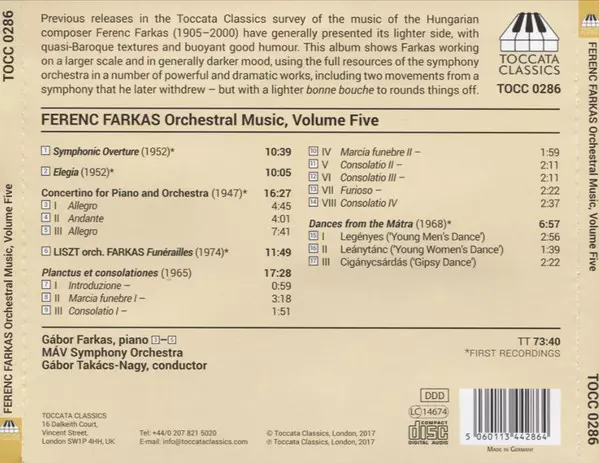 TOCC 0286
FERENC FARKAS Orchestral Music, Volume Five
Previous releases in the Toccata Classics survey of the music of the Hungarian
composer Ferenc Farkas (1905–2000) have generally presented its lighter side, with
quasi-Baroque textures and buoyant good humour. This album shows Farkas working
on a larger scale and in generally darker mood, using the full resources of the symphony
orchestra in a number of powerful and dramatic works, including two movements from a
symphony that he later withdrew – but with a lighter bonne bouche to rounds things off.
TOCCATA
CLASSICS
TOCC 0286
FERENC FARKAS Orchestral Music, Volume Five
1 Symphonic Overture (1952)* 10:39
2 Elegia (1952)* 10:05
Concertino for Piano and Orchestra (1947)* 16:27
3 I Allegro 4:45
4 II Andante 4:01
5 III Allegro 7:41
6 LISZT orch. FARKAS Funérailles (1974)* 11:49
Planctus et consolationes (1965) 17:28
7 I Introduzione – 0:59
8 II Marcia funebre I – 3:18
9 III Consolatio I – 1:51
10 IV Marcia funebre II – 1:59
11 V Consolatio II – 2:11
12 VI Consolatio III – 2:11
13 VII Furioso – 2:22
14 VIII Consolatio IV 2:37
Dances from the Mátra (1968)* 6:57
15 I Legényes ('Young Men's Dance') 2:56
16 II Leánytánc ('Young Women's Dance') 1:39
17 III Cigánycsárdás ('Gipsy Dance') 2:22
Gábor Farkas, piano 3–5
MÁV Symphony Orchestra
Gábor Takács-Nagy, conductor
TT 73:40
*FIRST RECORDINGS
TOCCATA CLASSICS
16 Dalkeith Court,
Vincent Street,
London SW1P 4HH, UK
Tel: +44/0 207 821 5020
E-mail: info@toccataclassics.com
© Toccata Classics, 2017
℗ Toccata Classics, 2017
DDD
LC 14674
COMPACT
disc
DIGITAL AUDIO
5 060113 442864
MADE IN GERMANY
FERENC FARKAS Orchestral Music, Volume Five
TOCC 0286